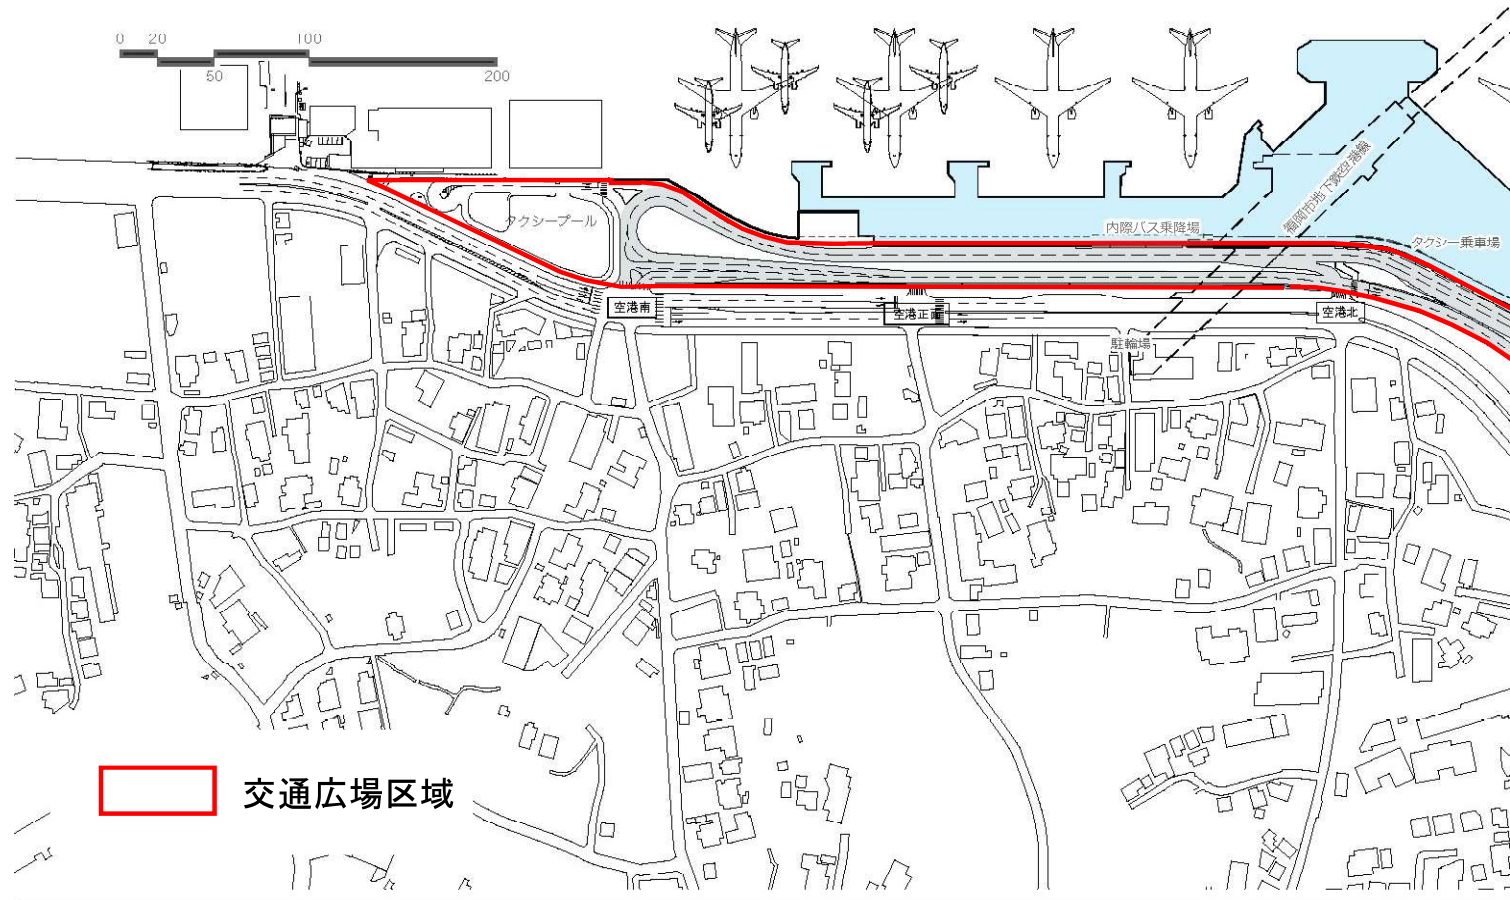 0 20 100
50 200
タクシープール
内際バス乗降場
福岡市地下鉄空港線
タクシー乗車場
空港南
空港正面
空港北
駐輪場
交通広場区域